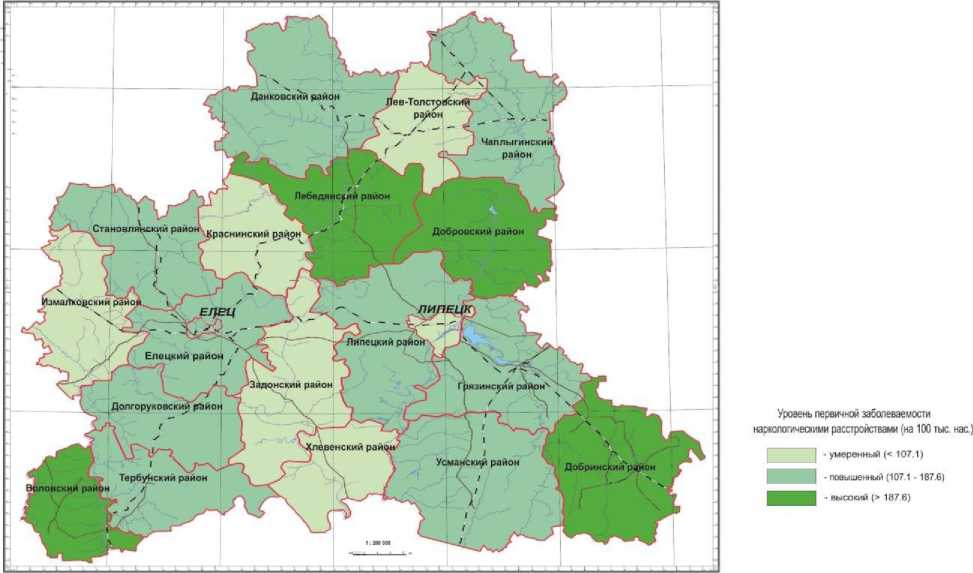 Данковский район
Лев-Толстовский
район
Чаплыгинский
район
Лебедянский район
Становлянский район
Краснинский район
Добровский район
Измалковский район
ЕЛЕЦ
ЛИПЕЦК
Елецкий район
Липецкий район
Задонский район
Грязинский район
Долгоруковский район
Хлевенский район
Усманский район
Добринский район
Тербунский район
Воловский район
Уровень первичной заболеваемости
наркологическими расстройствами (на 100 тыс. нас.)
- умеренный (< 107.1)
- повышенный (107.1 - 187.6)
- высокий (> 187.6)